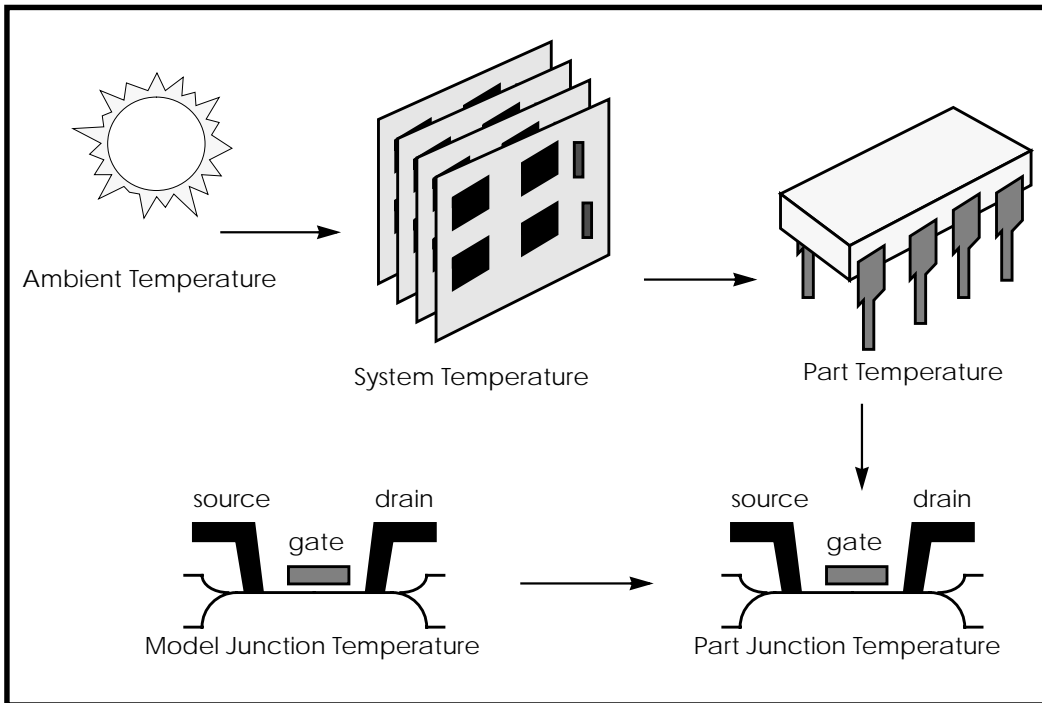 Ambient Temperature
System Temperature
Part Temperature
source
drain
gate
Model Junction Temperature
source
drain
gate
Part Junction Temperature